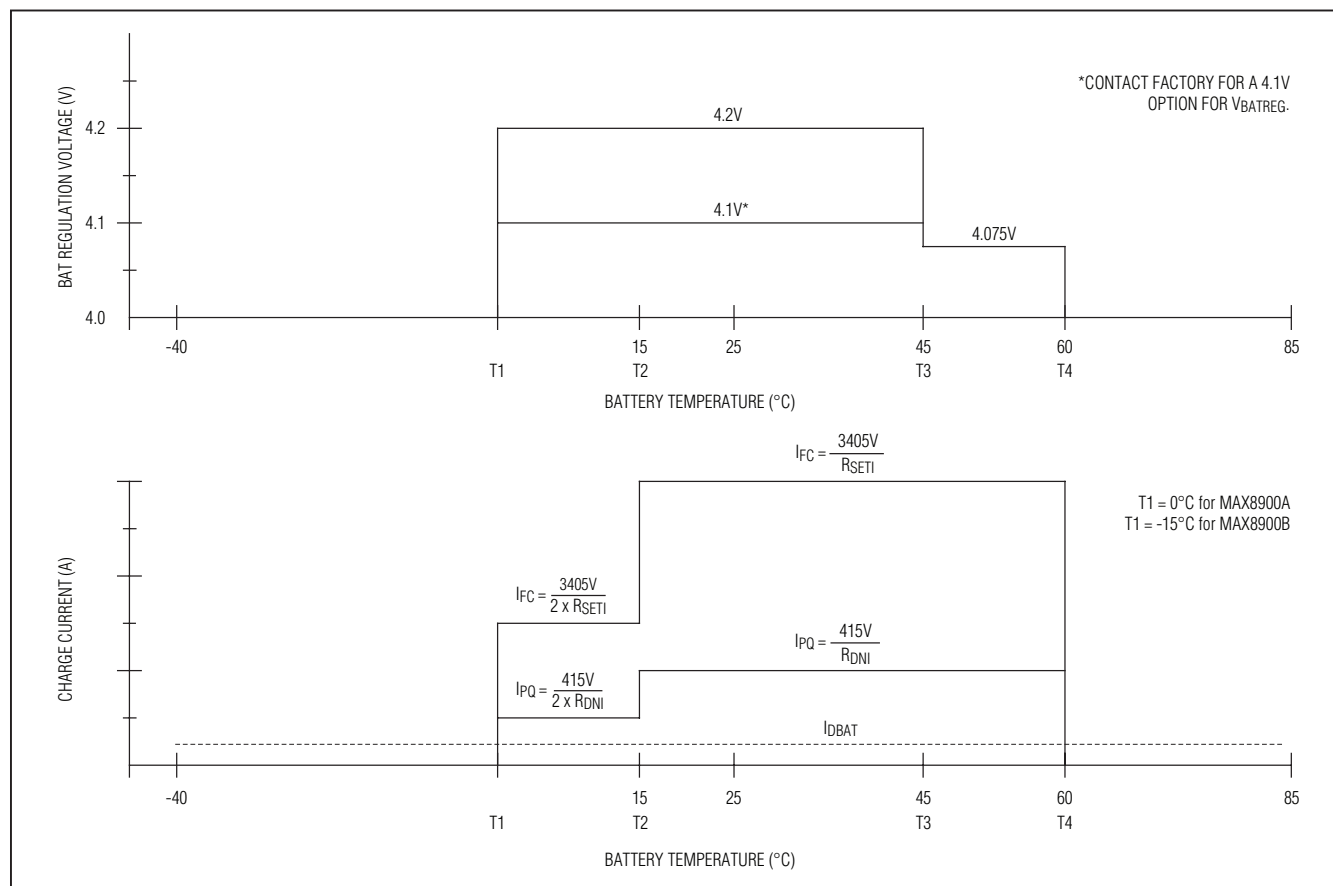 *CONTACT FACTORY FOR A 4.1V
OPTION FOR VBATREG.
BAT REGULATION VOLTAGE (V)
4.2
4.1
4.0
4.2V
4.1V*
4.075V
-40
15
25
45
60
85
T1
T2
T3
T4
BATTERY TEMPERATURE (°C)
CHARGE CURRENT (A)
IFC = 3405V
RSETI
T1 = 0°C for MAX8900A
T1 = -15°C for MAX8900B
IFC = 3405V
2 x RSETI
IPQ = 415V
RDNI
IPQ = 415V
2 x RDNI
IDBAT
-40
15
25
45
60
85
T1
T2
T3
T4
BATTERY TEMPERATURE (°C)